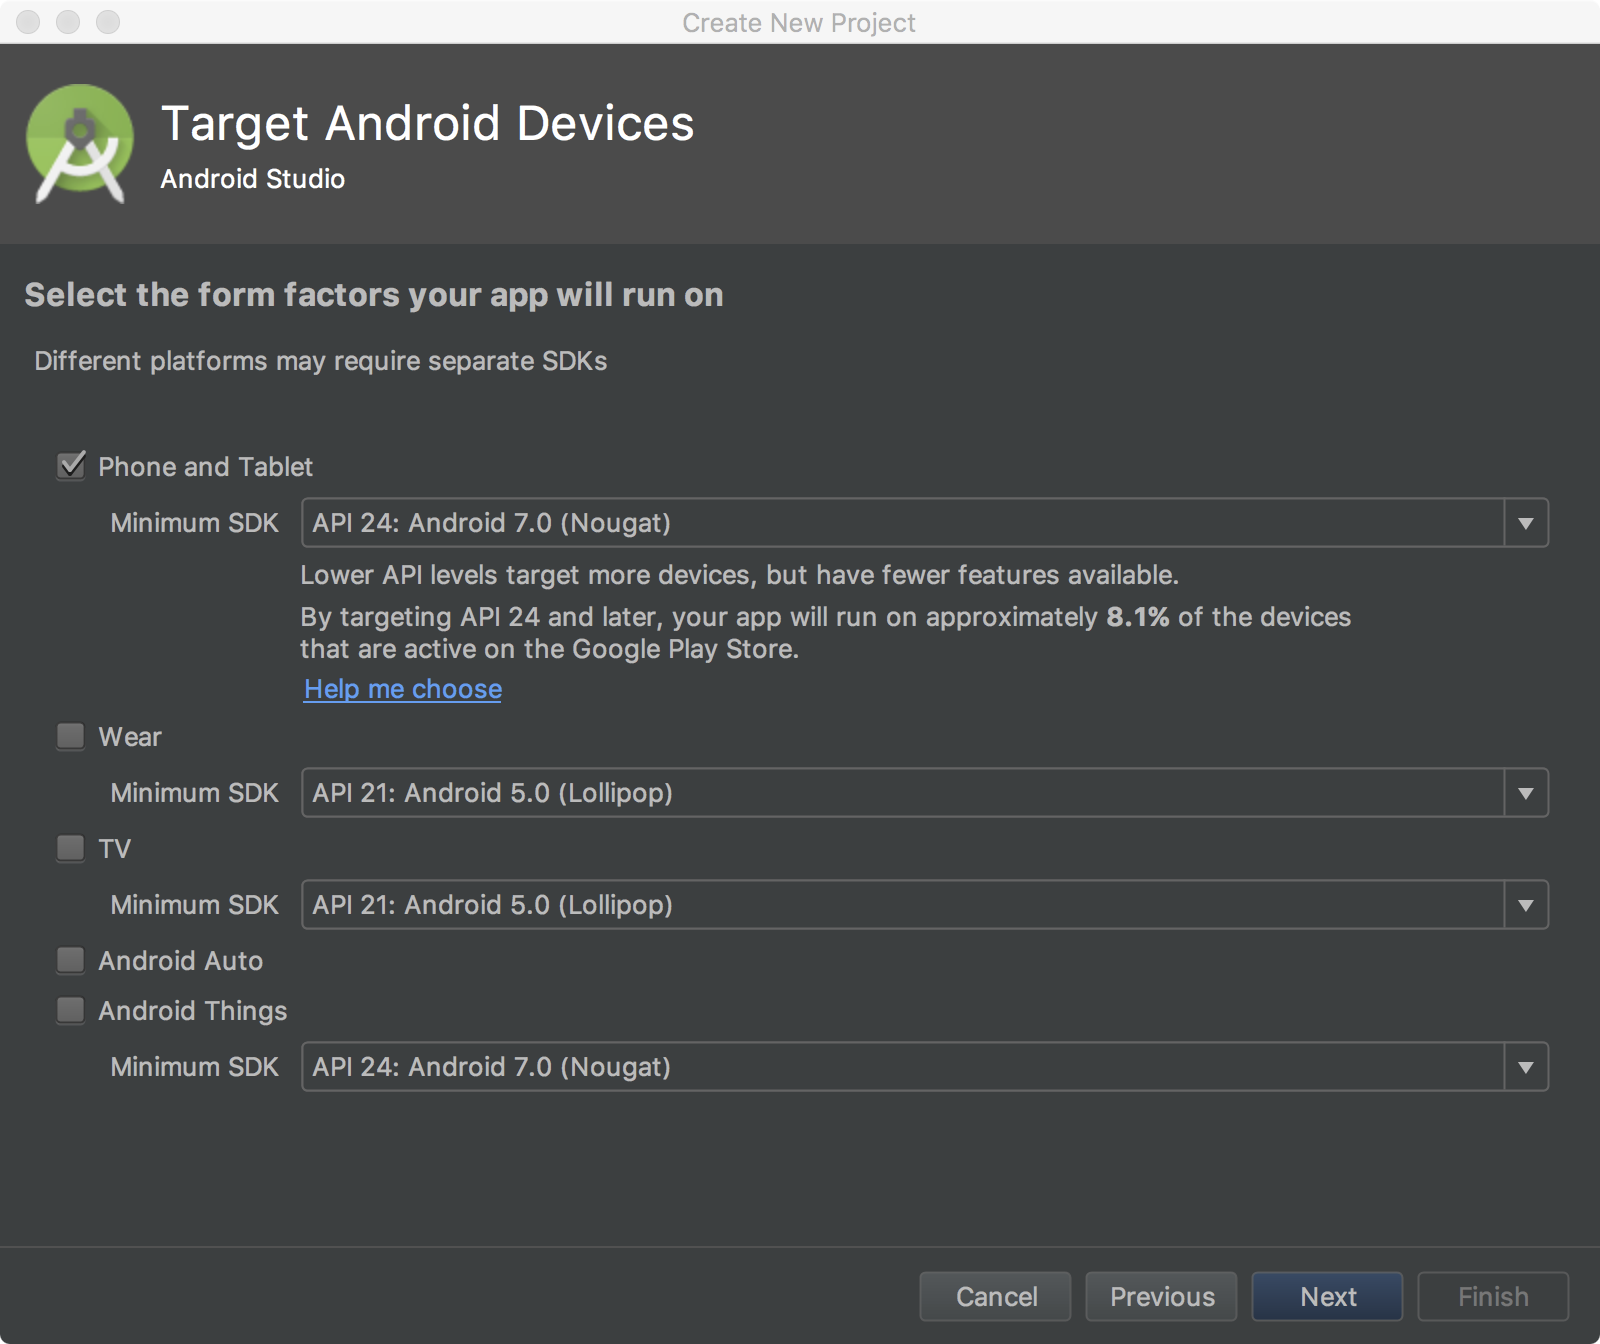 Create New Project
Target Android Devices
Android Studio
Select the form factors your app will run on
Different platforms may require separate SDKs
Phone and Tablet
Minimum SDK API 24: Android 7.0 (Nougat)
Lower API levels target more devices, but have fewer features available.
By targeting API 24 and later, your app will run on approximately 8.1% of the devices
that are active on the Google Play Store.
Help me choose
Wear
Minimum SDK API 21: Android 5.0 (Lollipop)
TV
Minimum SDK API 21: Android 5.0 (Lollipop)
Android Auto
Android Things
Minimum SDK API 24: Android 7.0 (Nougat)
Cancel Previous Next Finish